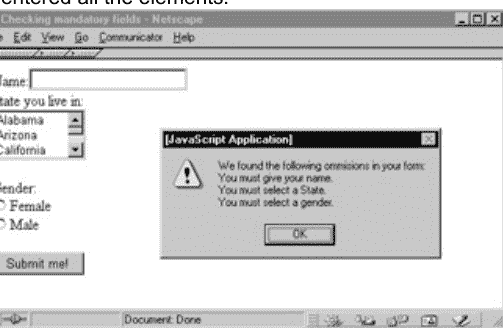 entered all the elements.
Checking mandatory fields - Netscape
Edit View Go Communicator Help
Name:
State you live in:
Alabama
Arizona
California
Gender:
Female
Male
Submit me!
[JavaScript Application]
We found the following ommisions in your form:
You must give your name.
You must select a State.
You must select a gender.
OK
Document: Done